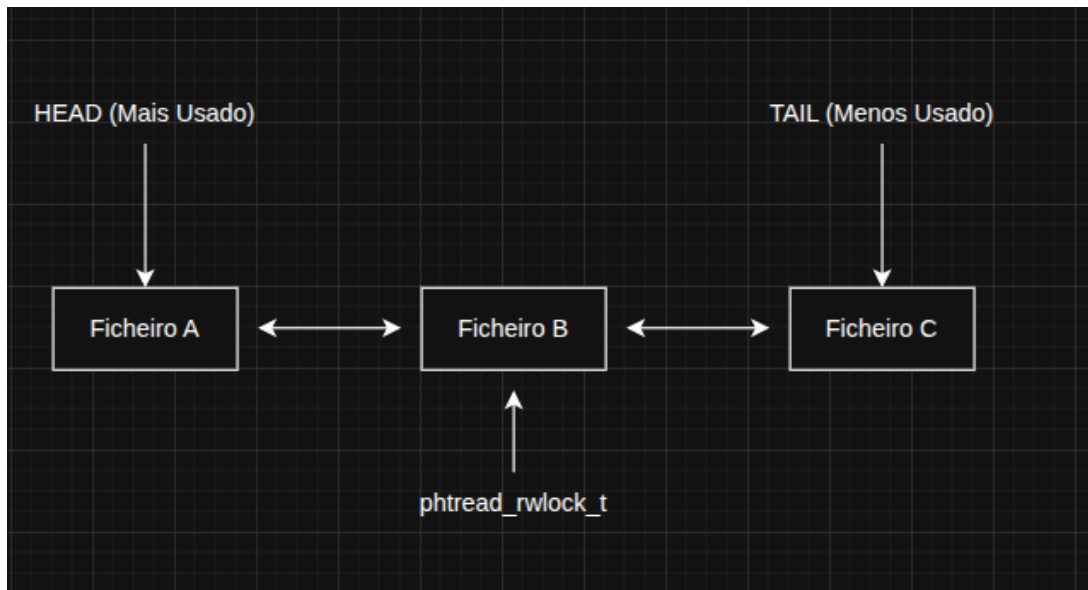 HEAD (Mais Usado)
TAIL (Menos Usado)
Ficheiro A
Ficheiro B
Ficheiro C
phtread_rwlock_t